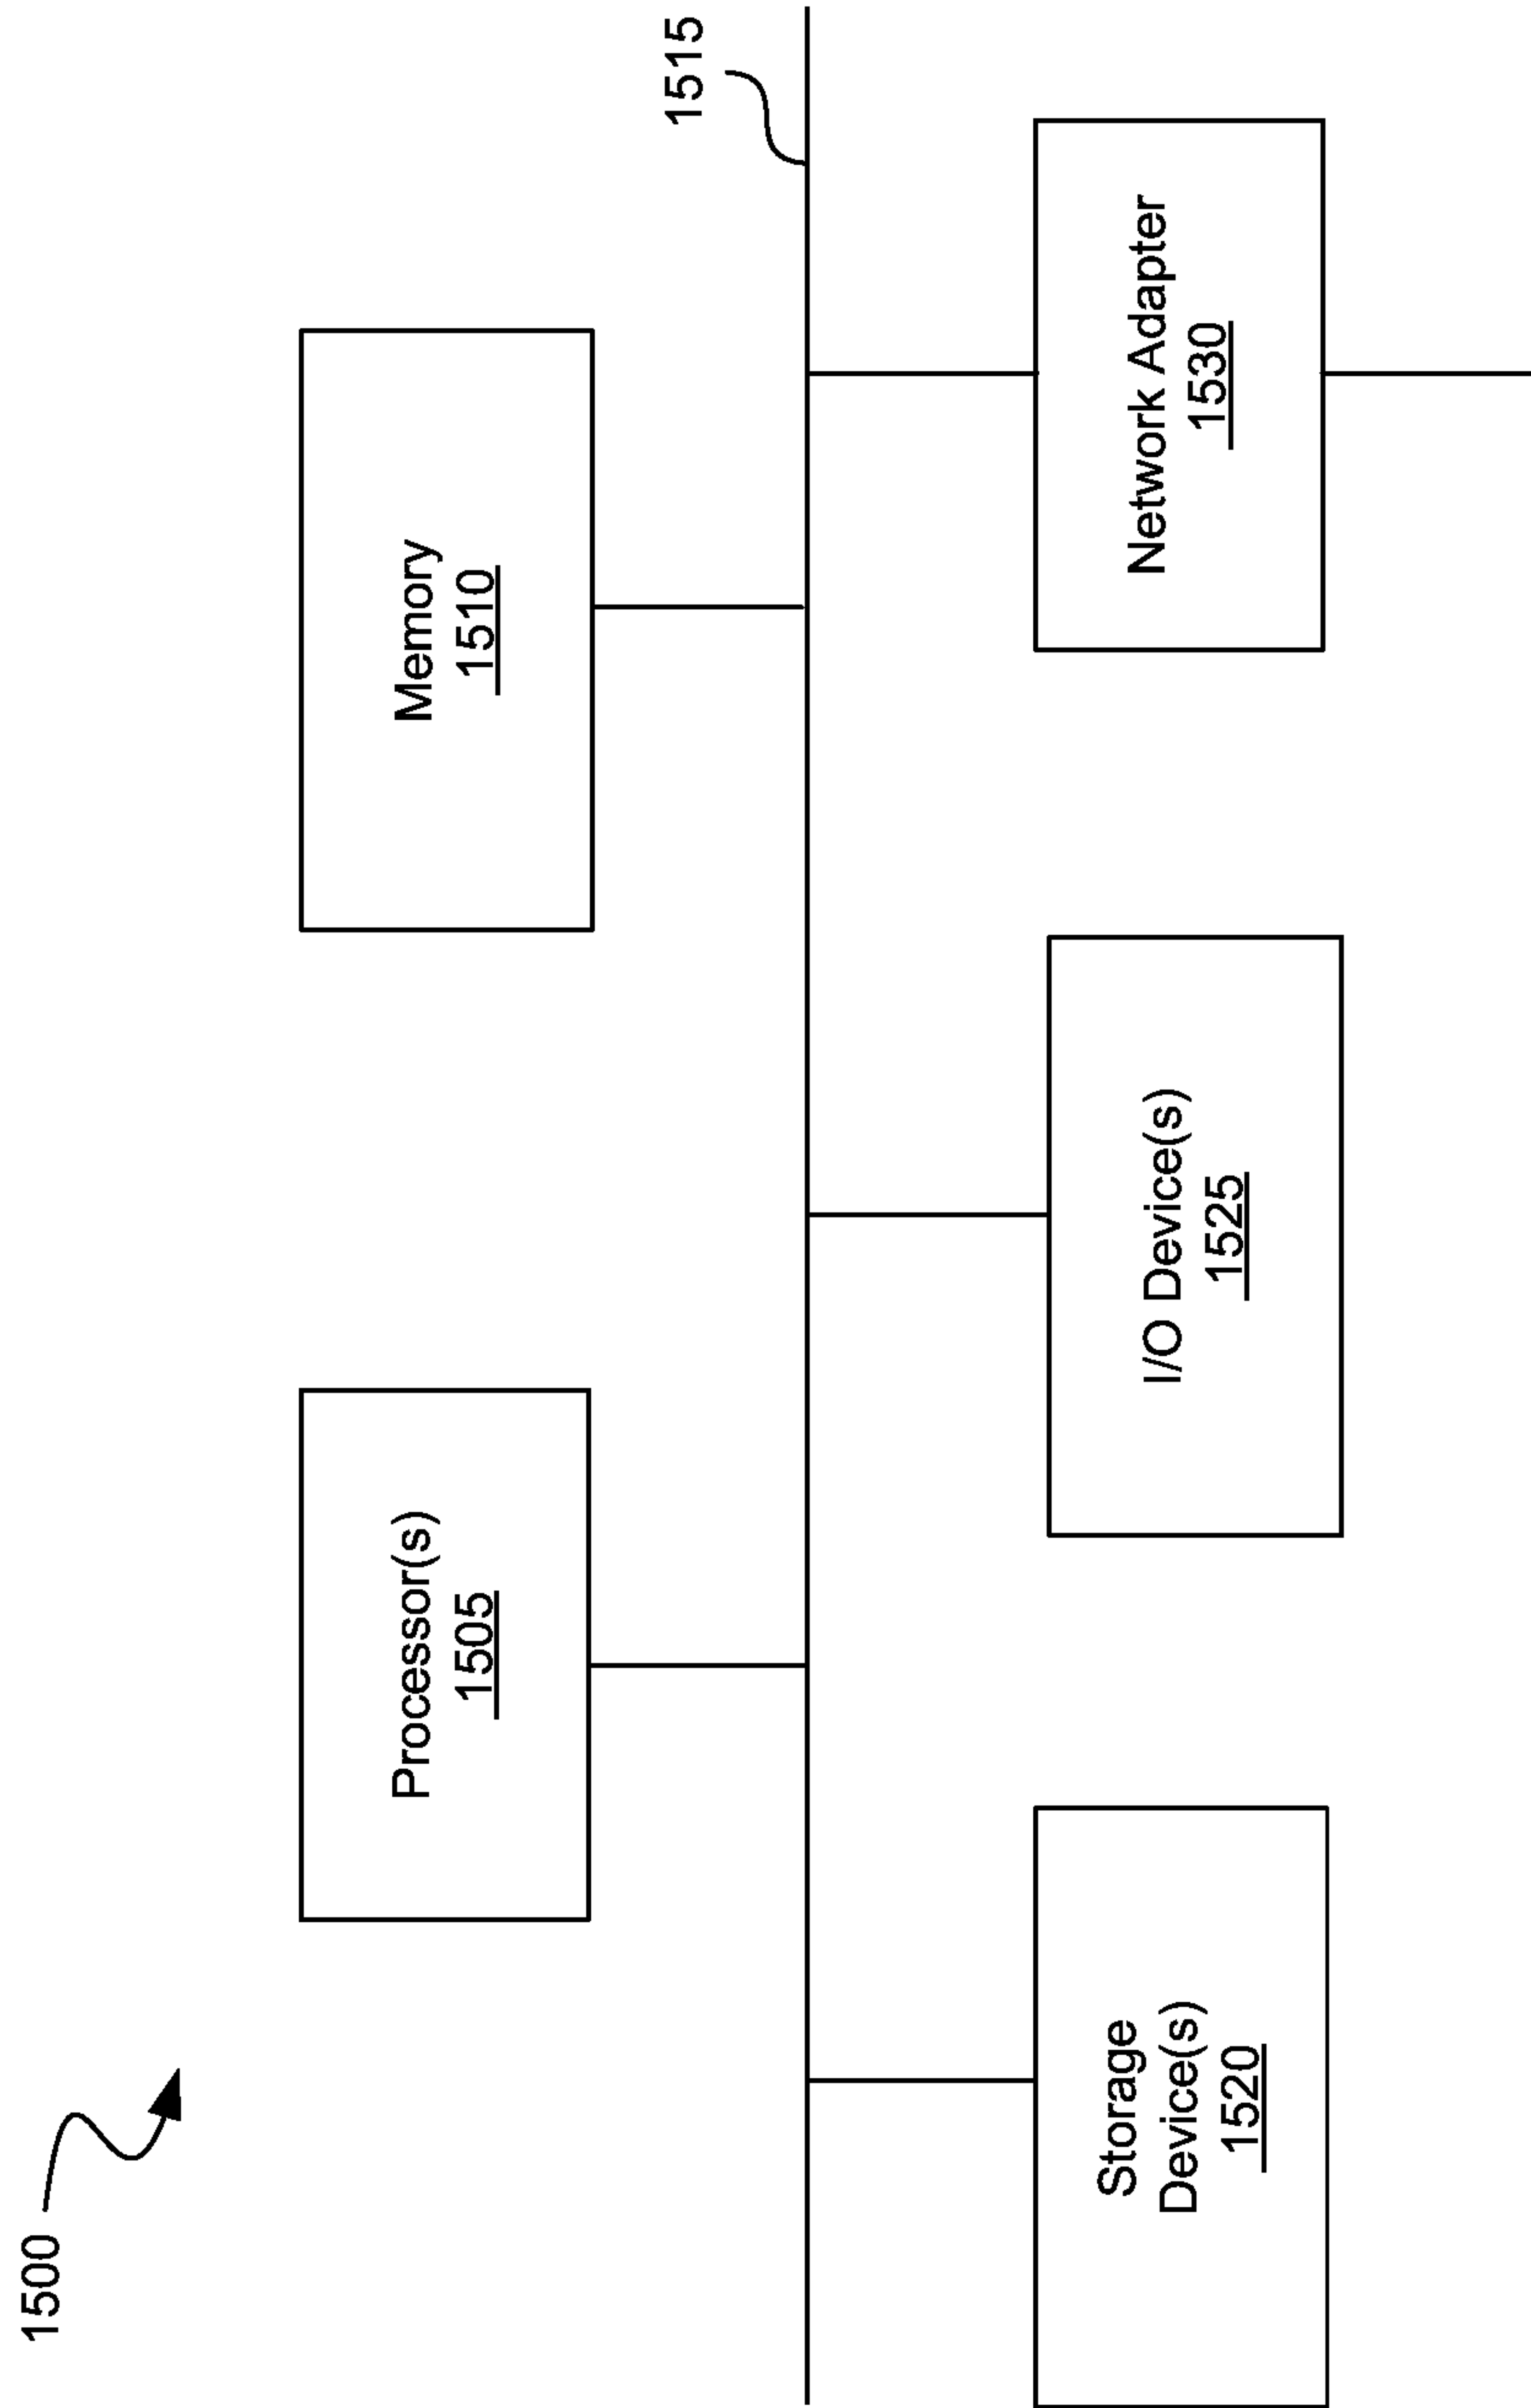 1500
Processor(s)
1505
Memory
1510
1515
Storage
Device(s)
1520
I/O Device(s)
1525
Network Adapter
1530